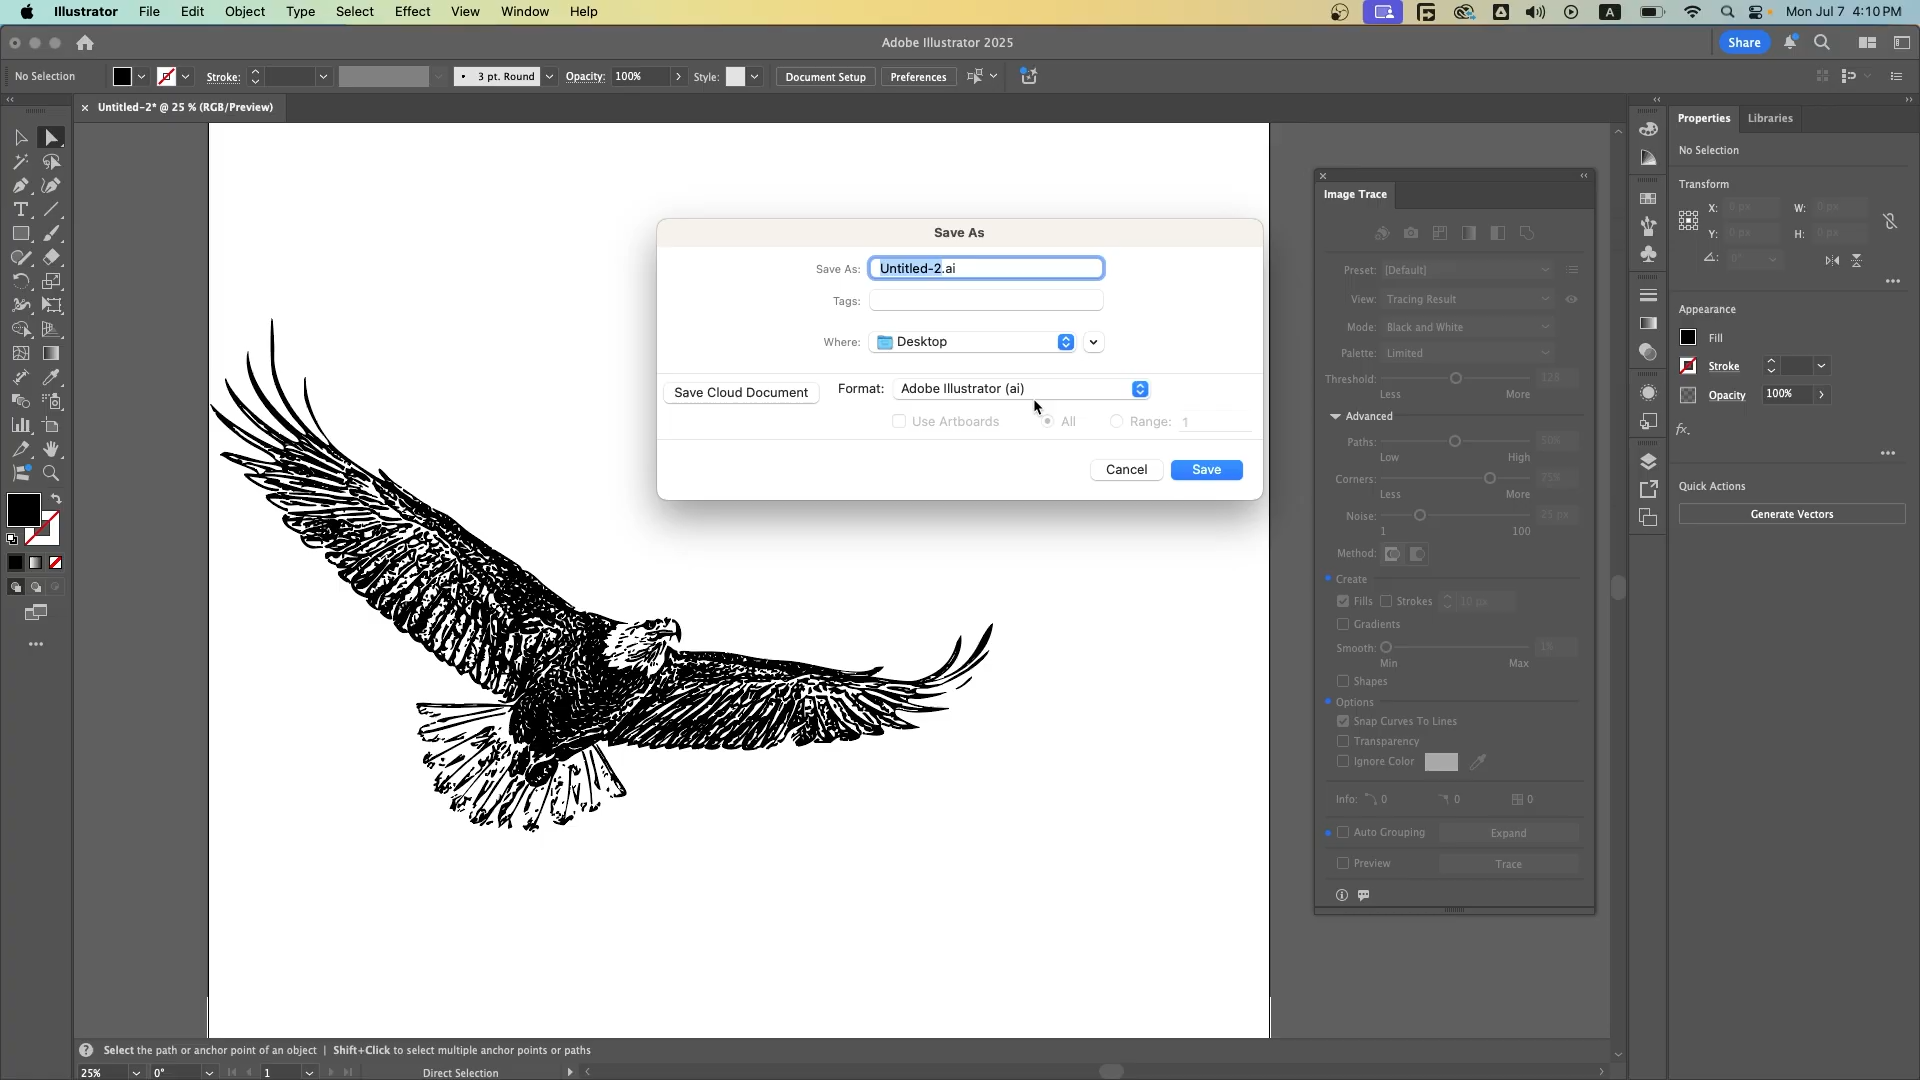 Illustrator File Edit Object Type Select Effect View Window Help
A
Mon Jul 7 4:10 PM
Adobe Illustrator 2025
Share
No Selection
Stroke:
3 pt. Round
Opacity: 100%
Style:
Document Setup
Preferences
Untitled-2* @ 25 % (RGB/Preview)
Save As
Save As: Untitled-2.ai
Tags:
Where: Desktop
Save Cloud Document
Format: Adobe Illustrator (ai)
Use Artboards
All
Range: 1
Cancel
Save
Image Trace
Preset: [Default]
View: Tracing Result
Mode: Black and White
Palette: Limited
Threshold: 128
Less More
Advanced
Paths: 50%
Low High
Corners: 75%
Less More
Noise: 25 px
1 100
Method:
Create
Fills Strokes 10 px
Gradients
Smooth: 1%
Min Max
Shapes
Options
Snap Curves To Lines
Transparency
Ignore Color
Info: 0 0 0
Auto Grouping Expand
Preview Trace
Properties Libraries
No Selection
Transform
X: 0 px W: 0 px
Y: 0 px H: 0 px
0°
Appearance
Fill
Stroke
Opacity 100%
fx.
Quick Actions
Generate Vectors
Select the path or anchor point of an object | Shift+Click to select multiple anchor points or paths
25% 0° 1 Direct Selection